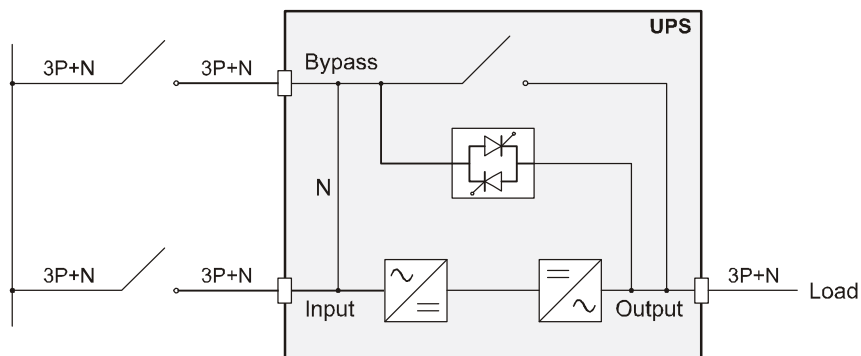 UPS
3P+N
3P+N
Bypass
N
3P+N
3P+N
Input
Output
3P+N
Load